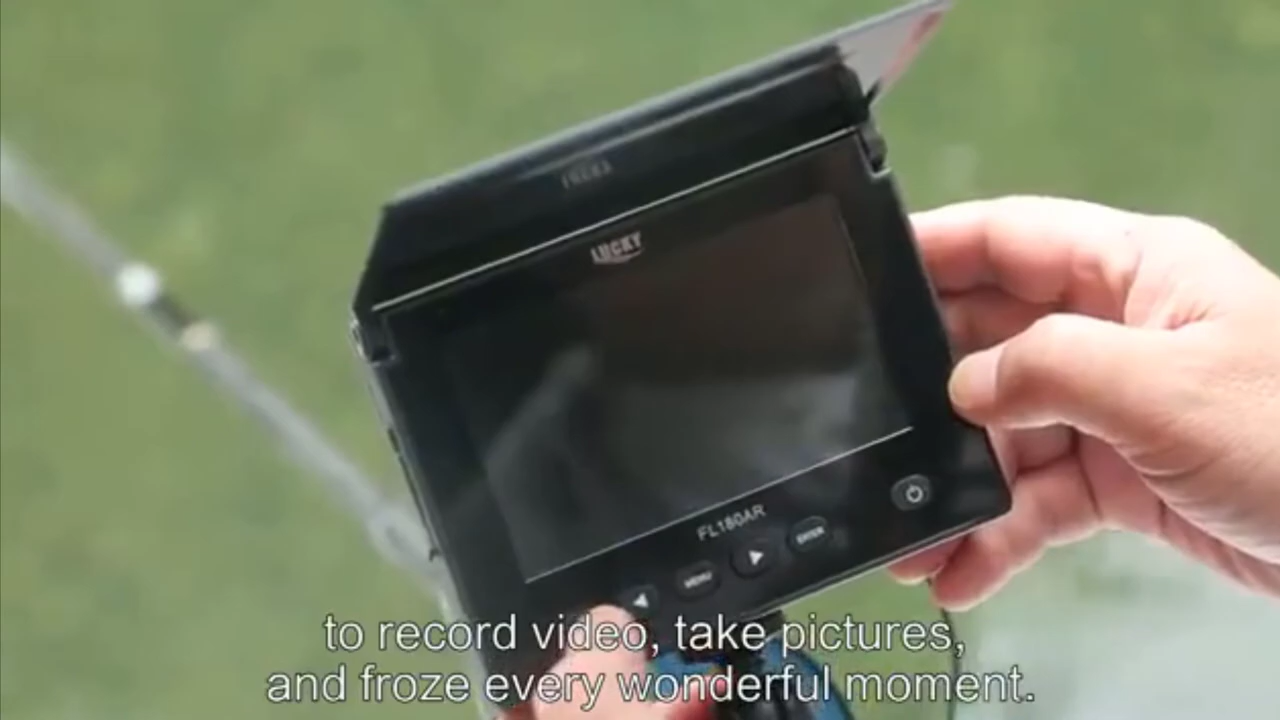 LUCKY
FL180AR
MENU
ENTER
to record video, take pictures,
and froze every wonderful moment.